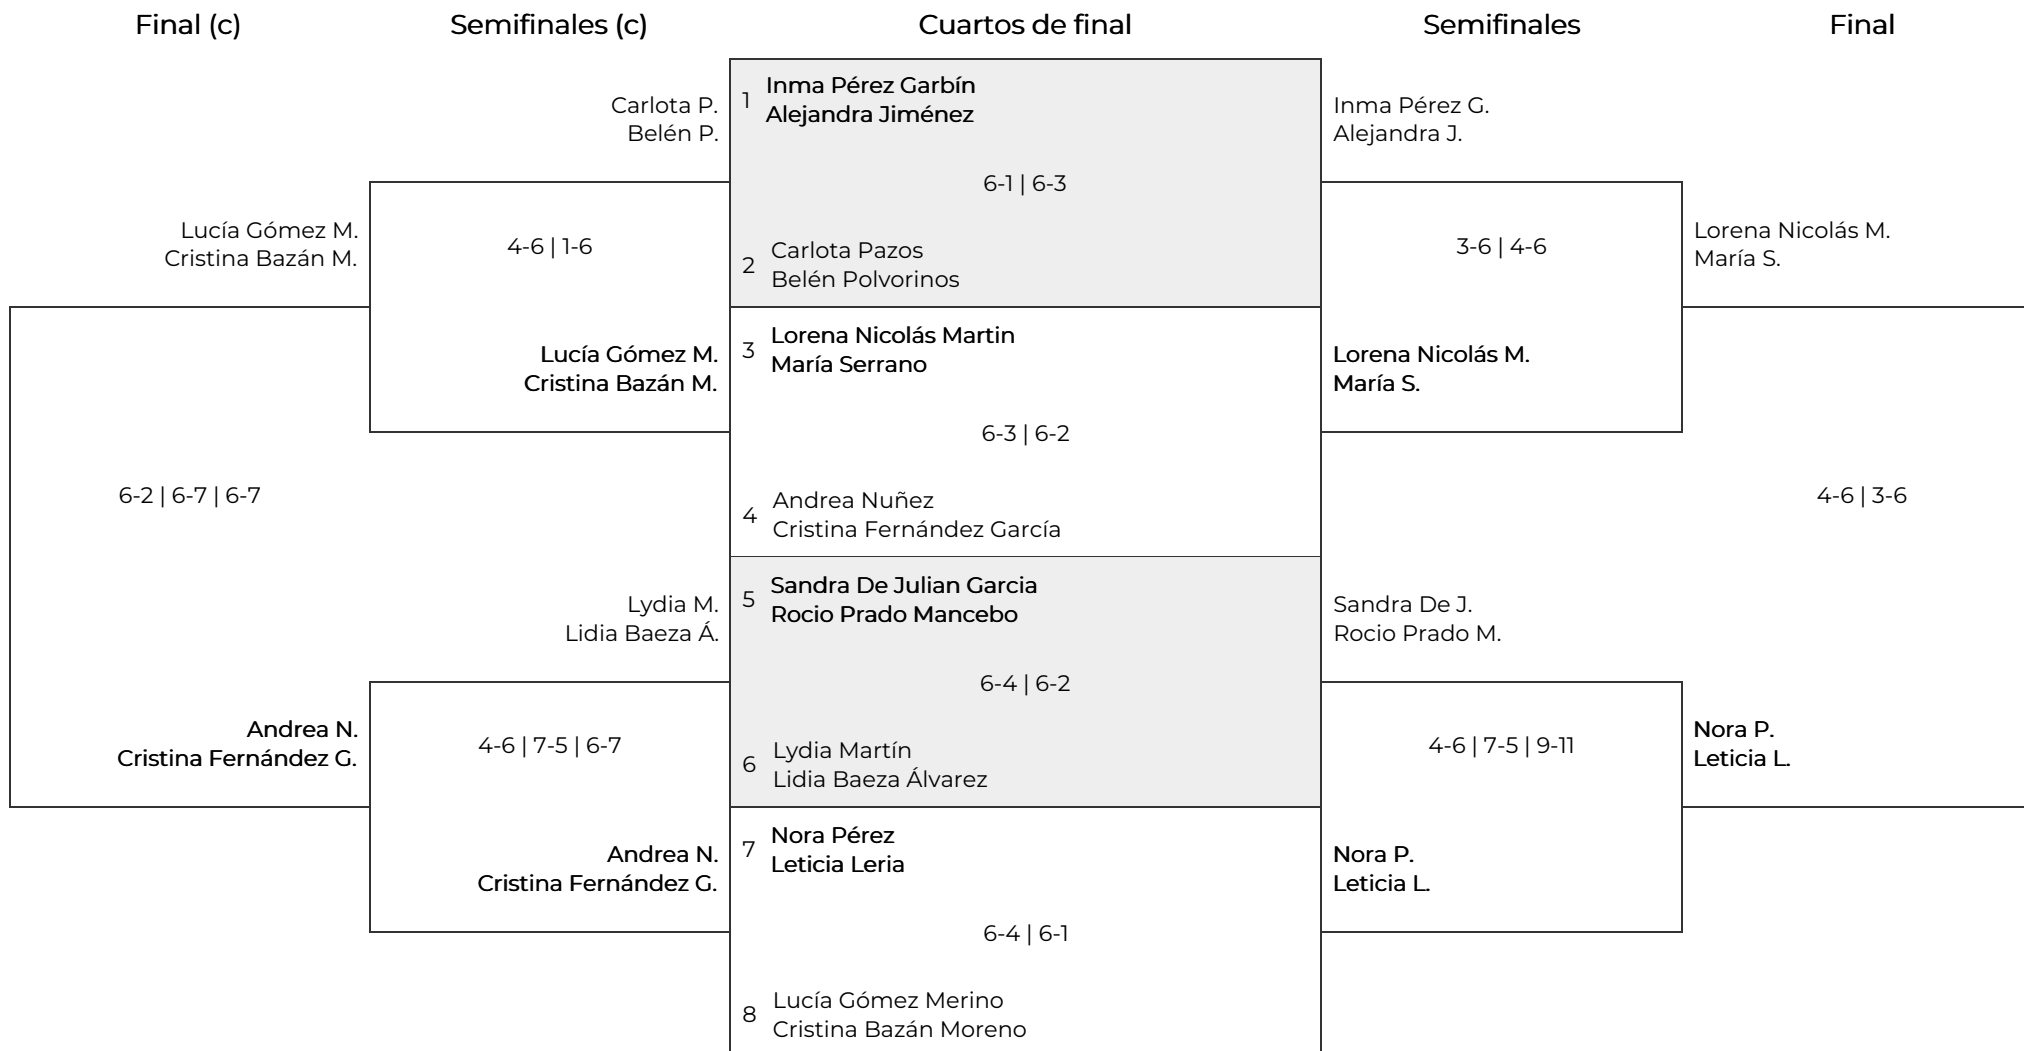 Final (c)
Semifinales (c)
Cuartos de final
Semifinales
Final
Lucía Gómez M.
Cristina Bazán M.
6-2 | 6-7 | 6-7
Andrea N.
Cristina Fernández G.
Carlota P.
Belén P.
4-6 | 1-6
Lucía Gómez M.
Cristina Bazán M.
Lydia M.
Lidia Baeza Á.
4-6 | 7-5 | 6-7
Andrea N.
Cristina Fernández G.
1
Inma Pérez Garbín
Alejandra Jiménez
6-1 | 6-3
2
Carlota Pazos
Belén Polvorinos
3
Lorena Nicolás Martin
María Serrano
6-3 | 6-2
4
Andrea Nuñez
Cristina Fernández García
5
Sandra De Julian Garcia
Rocio Prado Mancebo
6-4 | 6-2
6
Lydia Martín
Lidia Baeza Álvarez
7
Nora Pérez
Leticia Leria
6-4 | 6-1
8
Lucía Gómez Merino
Cristina Bazán Moreno
Inma Pérez G.
Alejandra J.
3-6 | 4-6
Lorena Nicolás M.
María S.
Sandra De J.
Rocio Prado M.
4-6 | 7-5 | 9-11
Nora P.
Leticia L.
Lorena Nicolás M.
María S.
4-6 | 3-6
Nora P.
Leticia L.